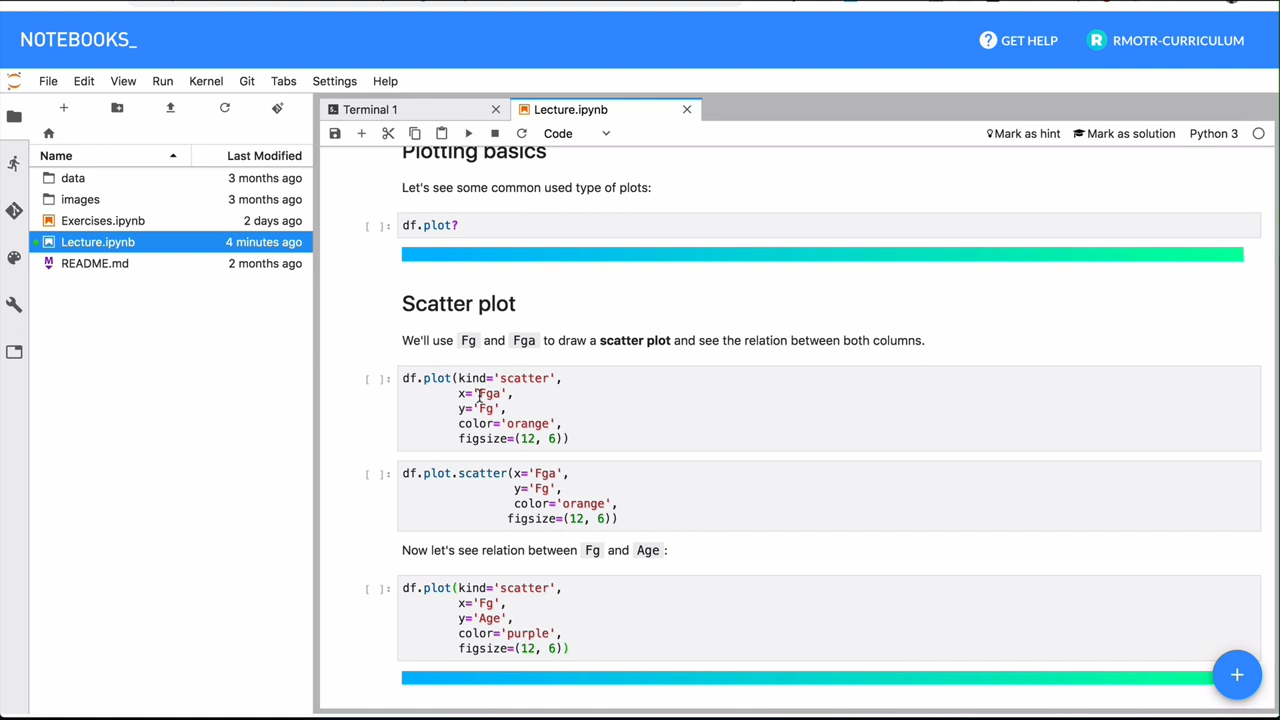 NOTEBOOKS_
GET HELP
R RMOTR-CURRICULUM
File Edit View Run Kernel Git Tabs Settings Help
Name Last Modified
data 3 months ago
images 3 months ago
Exercises.ipynb 2 days ago
Lecture.ipynb 4 minutes ago
README.md 2 months ago
Terminal 1
Lecture.ipynb
Code
Mark as hint
Mark as solution
Python 3
Plotting basics
Let's see some common used type of plots:
[ ]: df.plot?
Scatter plot
We'll use Fg and Fga to draw a scatter plot and see the relation between both columns.
[ ]: df.plot(kind='scatter',
x='Fga',
y='Fg',
color='orange',
figsize=(12, 6))
[ ]: df.plot.scatter(x='Fga',
y='Fg',
color='orange',
figsize=(12, 6))
Now let's see relation between Fg and Age:
[ ]: df.plot(kind='scatter',
x='Fg',
y='Age',
color='purple',
figsize=(12, 6))